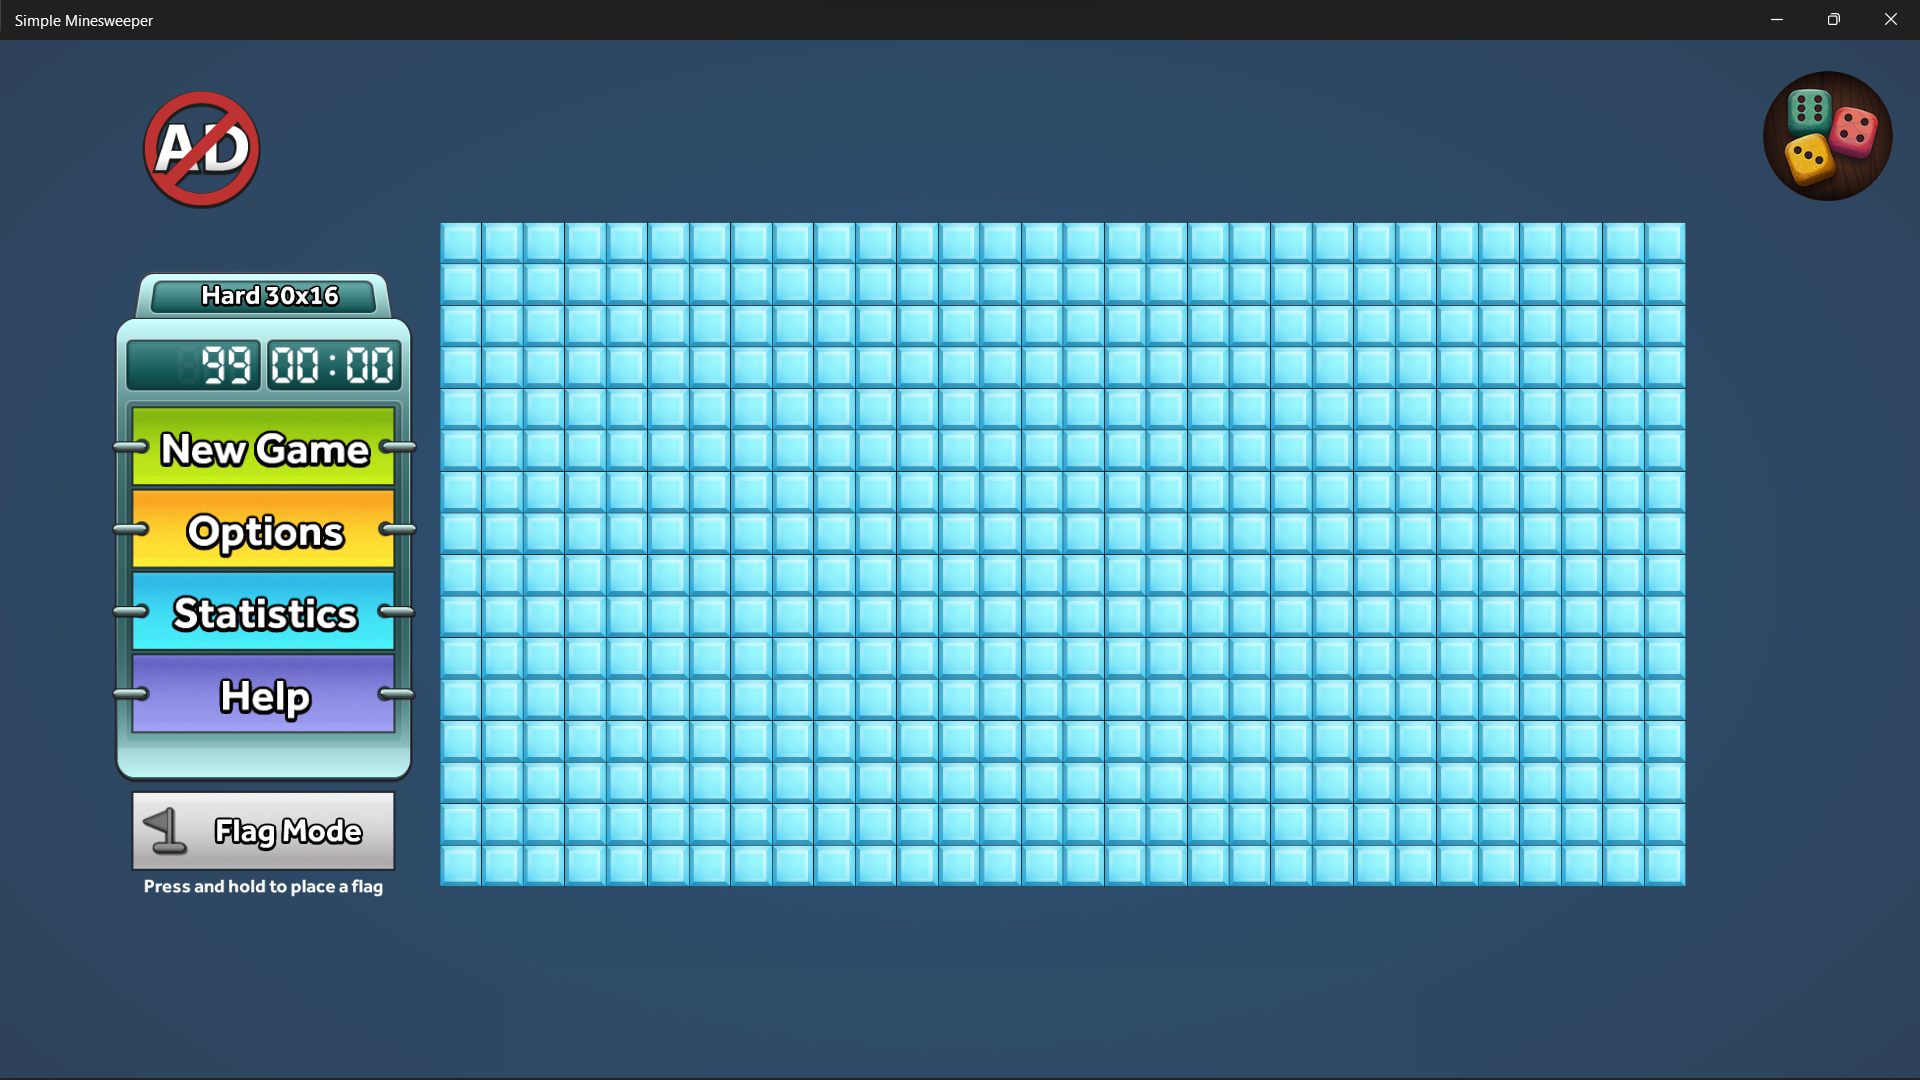 Simple Minesweeper
AD
Hard 30x16
99 00:00
New Game
Options
Statistics
Help
Flag Mode
Press and hold to place a flag